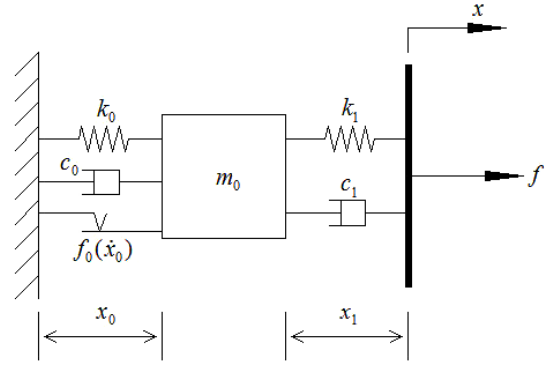 x
k₀
k₁
c₀
m₀
c₁
f
f₀(ẋ₀)
x₀
x₁